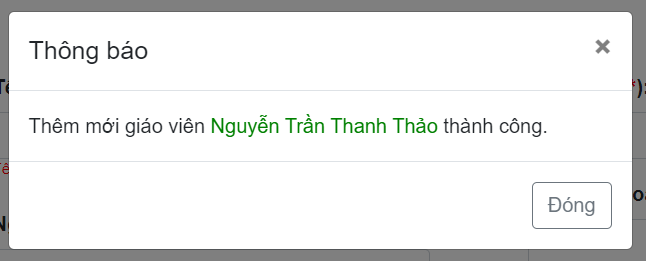 Thông báo
×
Thêm mới giáo viên Nguyễn Trần Thanh Thảo thành công.
Đóng